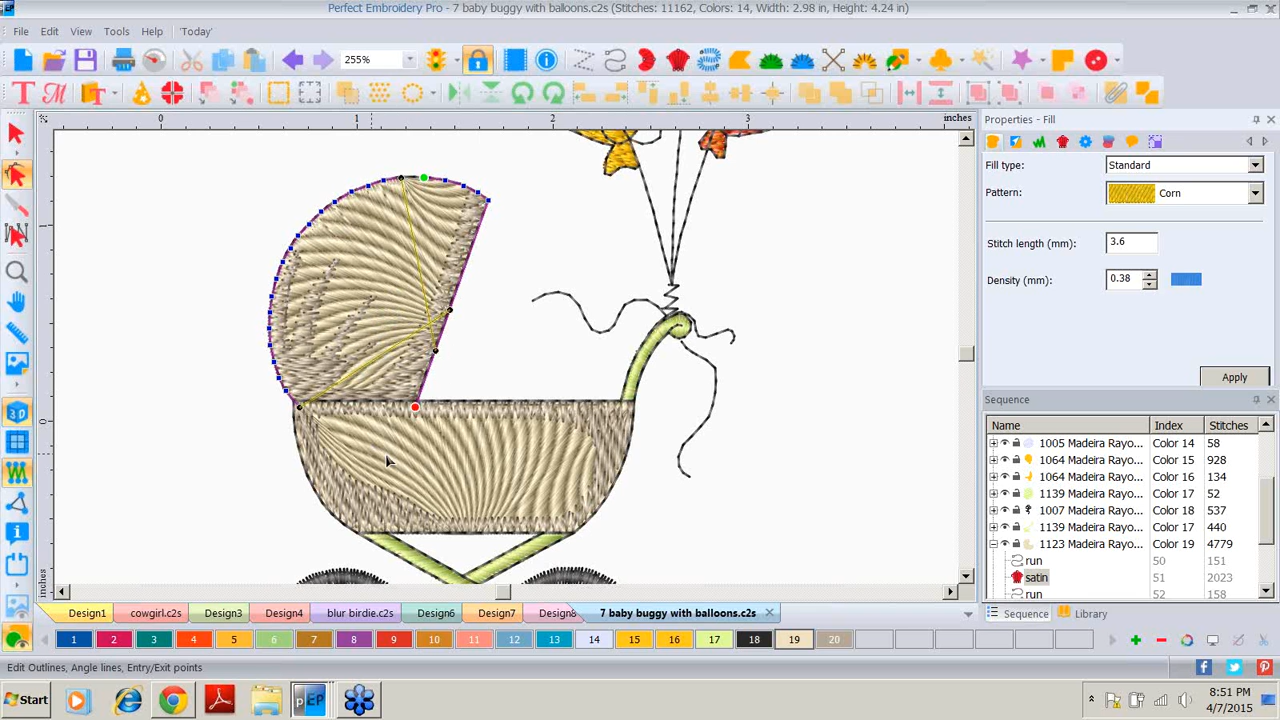 Perfect Embroidery Pro - 7 baby buggy with balloons.c2s (Stitches: 11162, Colors: 14, Width: 2.98 in, Height: 4.24 in)
File Edit View Tools Help 'Today'
255%
0 1 2 3 inches
Properties - Fill
Fill type: Standard
Pattern: Corn
Stitch length (mm): 3.6
Density (mm): 0.38
Apply
Sequence
Name Index Stitches
1005 Madeira Rayo... Color 14 58
1064 Madeira Rayo... Color 15 928
1064 Madeira Rayo... Color 16 134
1139 Madeira Rayo... Color 17 52
1007 Madeira Rayo... Color 18 537
1139 Madeira Rayo... Color 17 440
1123 Madeira Rayo... Color 19 4779
run 50 151
satin 51 2023
run 52 158
Sequence Library
1
0
inches
3D
Design1 cowgirl.c2s Design3 Design4 blur birdie.c2s Design6 Design7 Design8 7 baby buggy with balloons.c2s
1 2 3 4 5 6 7 8 9 10 11 12 13 14 15 16 17 18 19 20
Edit Outlines, Angle lines, Entry/Exit points
Start
pEP
8:51 PM
4/7/2015